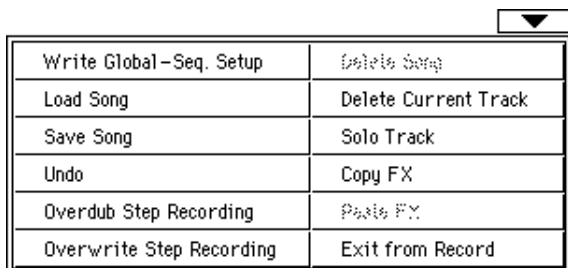 Write Global-Seq. Setup
Delete Song
Load Song
Delete Current Track
Save Song
Solo Track
Undo
Copy FX
Overdub Step Recording
Paste FX
Overwrite Step Recording
Exit from Record